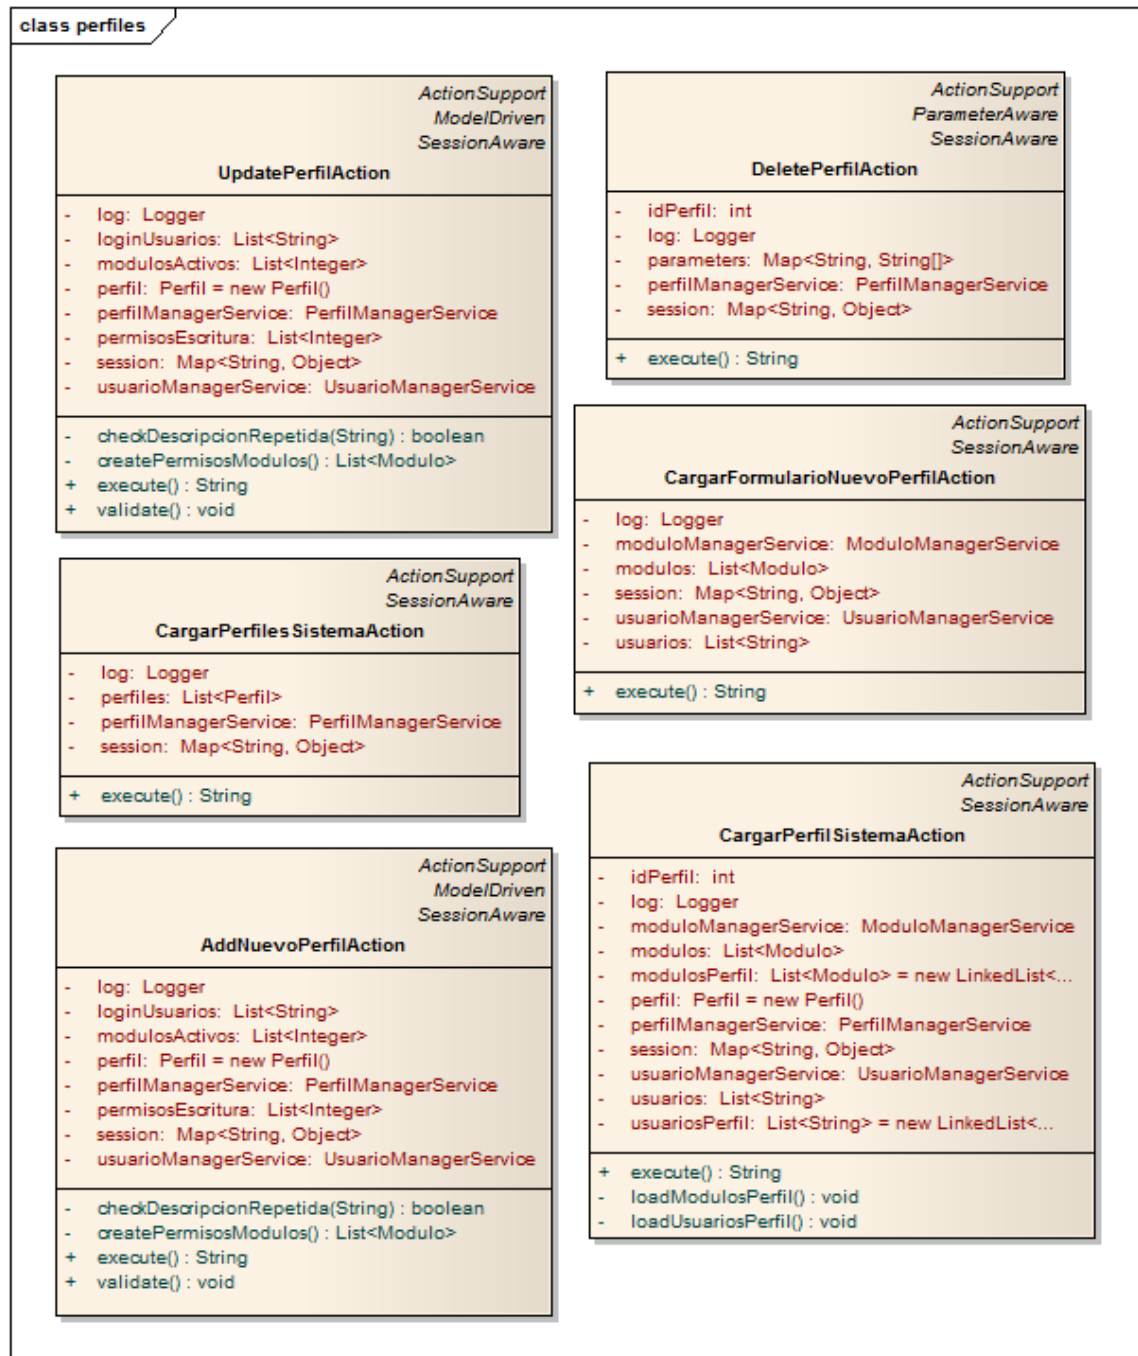 class perfiles
ActionSupport
ModelDriven
SessionAware
UpdatePerfilAction
- log: Logger
- loginUsuarios: List<String>
- modulosActivos: List<Integer>
- perfil: Perfil = new Perfil()
- perfilManagerService: PerfilManagerService
- permisosEscritura: List<Integer>
- session: Map<String, Object>
- usuarioManagerService: UsuarioManagerService
- checkDescripcionRepetida(String) : boolean
- createPermisosModulos() : List<Modulo>
+ execute() : String
+ validate() : void
ActionSupport
ParameterAware
SessionAware
DeletePerfilAction
- idPerfil: int
- log: Logger
- parameters: Map<String, String[]>
- perfilManagerService: PerfilManagerService
- session: Map<String, Object>
+ execute() : String
ActionSupport
SessionAware
CargarFormularioNuevoPerfilAction
- log: Logger
- moduloManagerService: ModuloManagerService
- modulos: List<Modulo>
- session: Map<String, Object>
- usuarioManagerService: UsuarioManagerService
- usuarios: List<String>
+ execute() : String
ActionSupport
SessionAware
CargarPerfilesSistemaAction
- log: Logger
- perfiles: List<Perfil>
- perfilManagerService: PerfilManagerService
- session: Map<String, Object>
+ execute() : String
ActionSupport
SessionAware
CargarPerfilSistemaAction
- idPerfil: int
- log: Logger
- moduloManagerService: ModuloManagerService
- modulos: List<Modulo>
- modulosPerfil: List<Modulo> = new LinkedList<...
- perfil: Perfil = new Perfil()
- perfilManagerService: PerfilManagerService
- session: Map<String, Object>
- usuarioManagerService: UsuarioManagerService
- usuarios: List<String>
- usuariosPerfil: List<String> = new LinkedList<...
+ execute() : String
- loadModulosPerfil() : void
- loadUsuariosPerfil() : void
ActionSupport
ModelDriven
SessionAware
AddNuevoPerfilAction
- log: Logger
- loginUsuarios: List<String>
- modulosActivos: List<Integer>
- perfil: Perfil = new Perfil()
- perfilManagerService: PerfilManagerService
- permisosEscritura: List<Integer>
- session: Map<String, Object>
- usuarioManagerService: UsuarioManagerService
- checkDescripcionRepetida(String) : boolean
- createPermisosModulos() : List<Modulo>
+ execute() : String
+ validate() : void